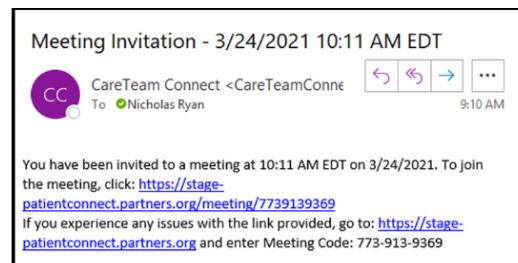 Meeting Invitation - 3/24/2021 10:11 AM EDT
CC
CareTeam Connect <CareTeamConne
To Nicholas Ryan
9:10 AM
You have been invited to a meeting at 10:11 AM EDT on 3/24/2021. To join
the meeting, click: https://stage-
patientconnect.partners.org/meeting/7739139369
If you experience any issues with the link provided, go to: https://stage-
patientconnect.partners.org and enter Meeting Code: 773-913-9369